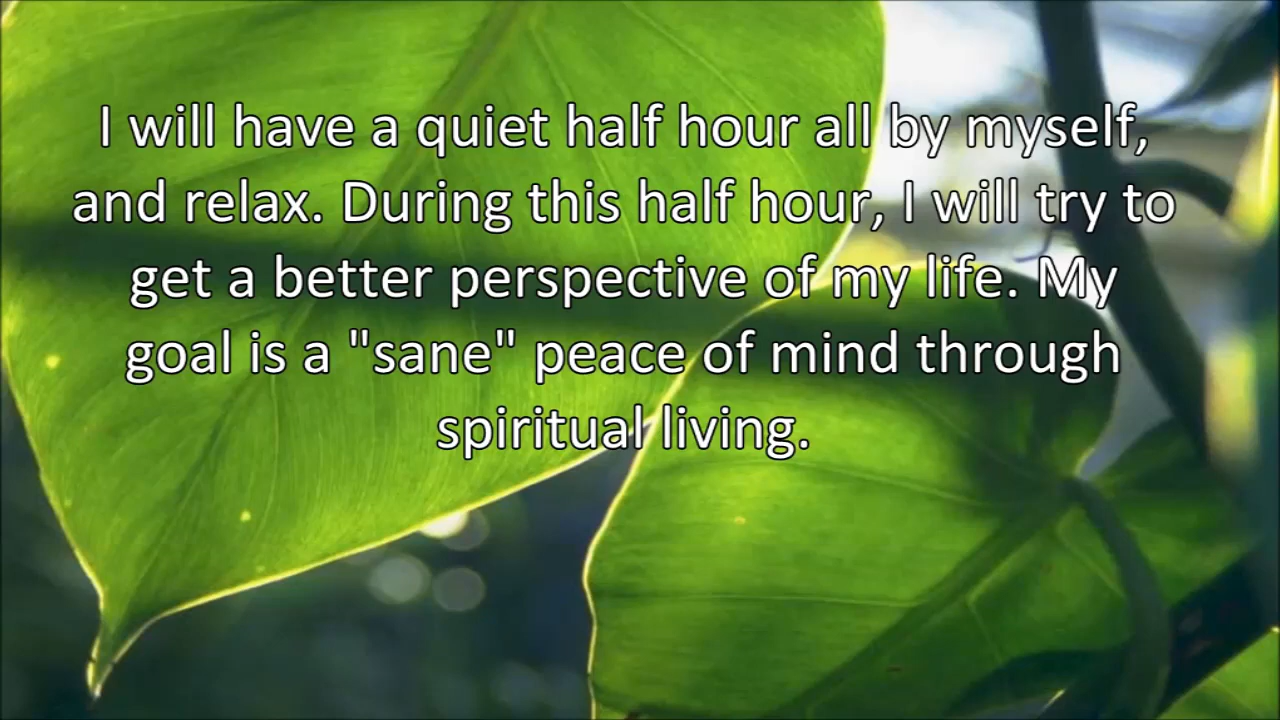 I will have a quiet half hour all by myself,
and relax. During this half hour, I will try to
get a better perspective of my life. My
goal is a "sane" peace of mind through
spiritual living.